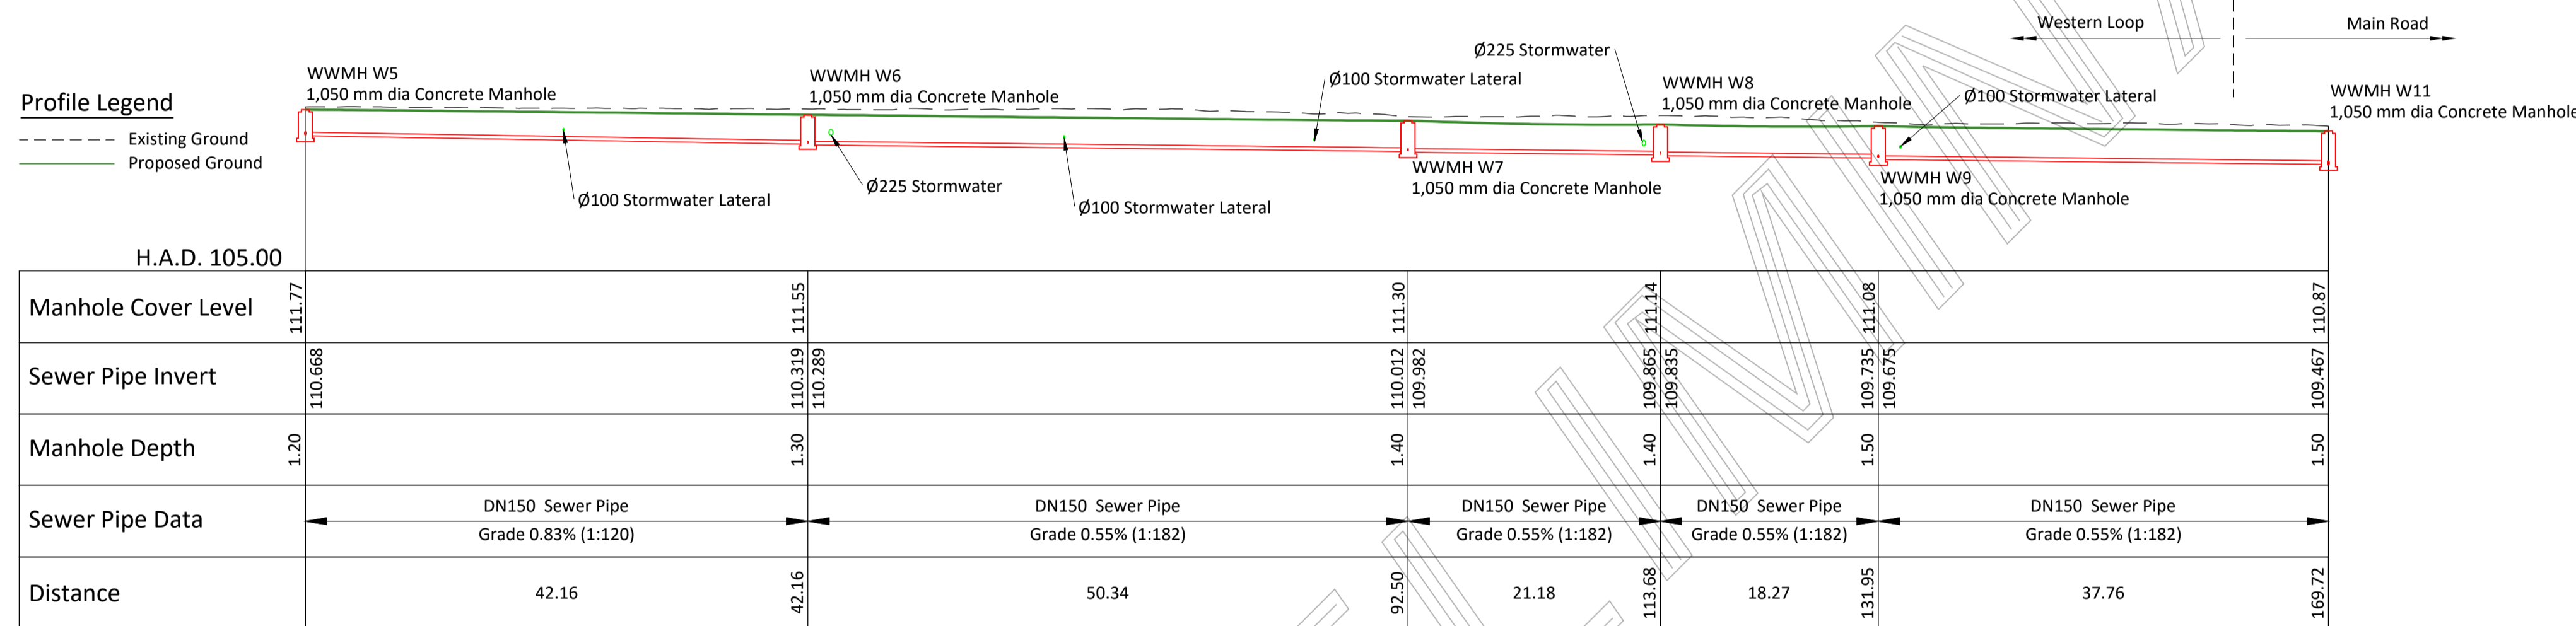 Western Loop
Main Road
Ø225 Stormwater
WWMH W5
1,050 mm dia Concrete Manhole
WWMH W6
1,050 mm dia Concrete Manhole
Ø100 Stormwater Lateral
WWMH W8
1,050 mm dia Concrete Manhole
Ø100 Stormwater Lateral
WWMH W11
1,050 mm dia Concrete Manhole
Profile Legend
Existing Ground
Proposed Ground
Ø100 Stormwater Lateral
Ø225 Stormwater
Ø100 Stormwater Lateral
WWMH W7
1,050 mm dia Concrete Manhole
WWMH W9
1,050 mm dia Concrete Manhole
H.A.D. 105.00
Manhole Cover Level 111.77 111.55 111.30 111.14 111.08 110.87
Sewer Pipe Invert 110.668 110.319 110.289 110.012 109.982 109.865 109.835 109.735 109.675 109.467
Manhole Depth 1.20 1.30 1.40 1.40 1.50 1.50
Sewer Pipe Data
DN150 Sewer Pipe
Grade 0.83% (1:120)
DN150 Sewer Pipe
Grade 0.55% (1:182)
DN150 Sewer Pipe
Grade 0.55% (1:182)
DN150 Sewer Pipe
Grade 0.55% (1:182)
DN150 Sewer Pipe
Grade 0.55% (1:182)
Distance 42.16 42.16 50.34 92.50 21.18 113.68 18.27 131.95 37.76 169.72